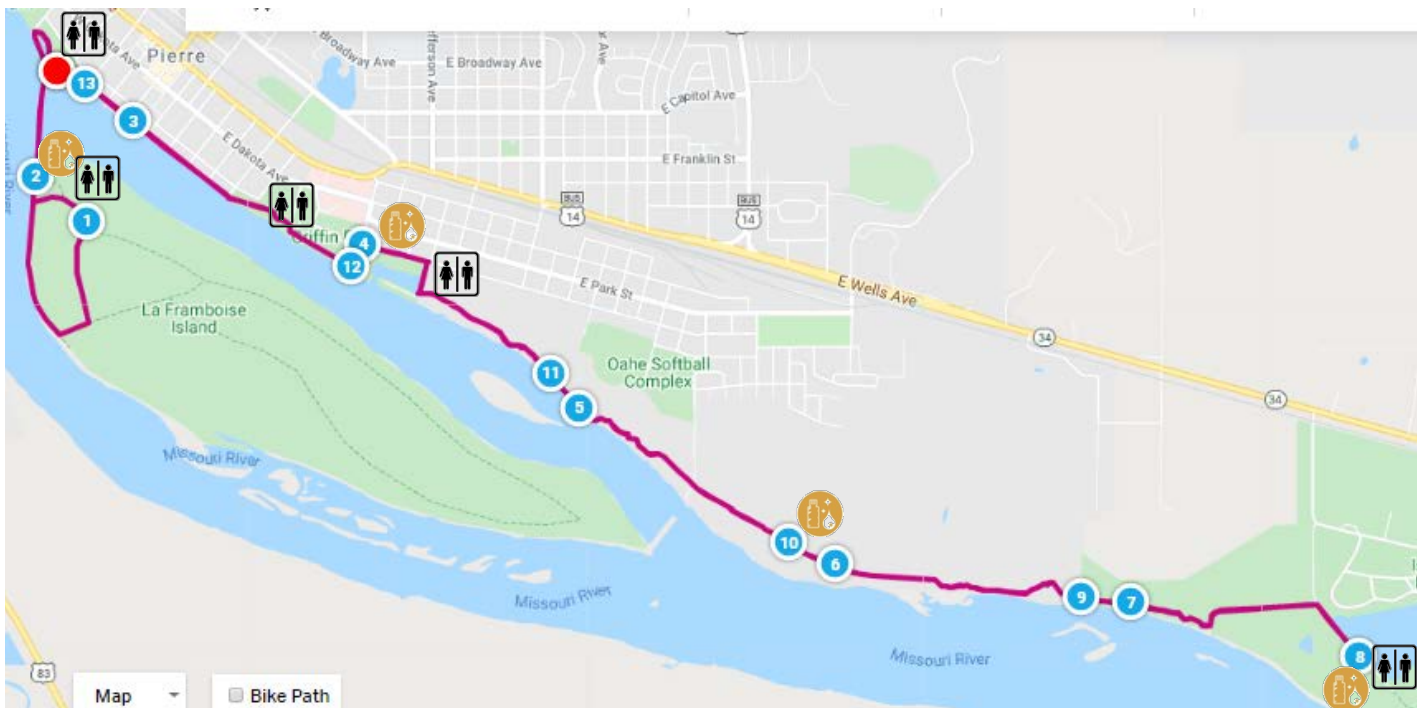 Pierre
Broadway Ave
E Broadway Ave
E Capitol Ave
E Franklin St
E Dakota Ave
BUS
14
BUS
14
13
3
2
1
4
12
E Park St
E Wells Ave
34
La Framboise
Island
11
5
Oahe Softball
Complex
34
Missouri River
10
6
Missouri River
9
7
Missouri River
8
83
Map
Bike Path